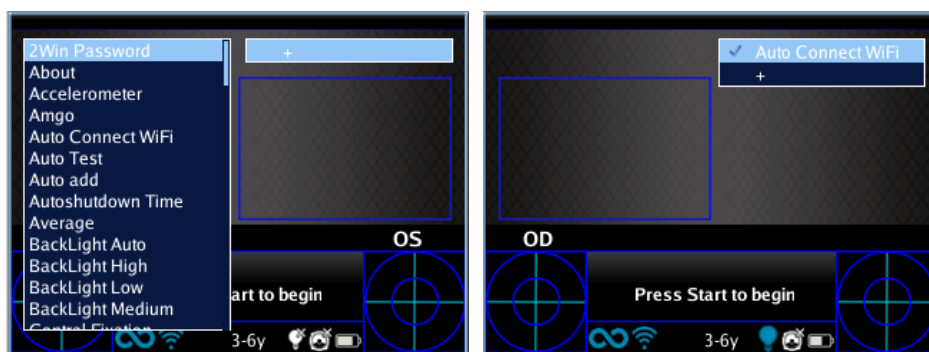 2Win Password
About
Accelerometer
Amgo
Auto Connect WiFi
Auto Test
Auto add
Autoshutdown Time
Average
BackLight Auto
BackLight High
BackLight Low
BackLight Medium
Central Fixation
+
OS
art to begin
3-6y
Auto Connect WiFi
+
OD
Press Start to begin
3-6y